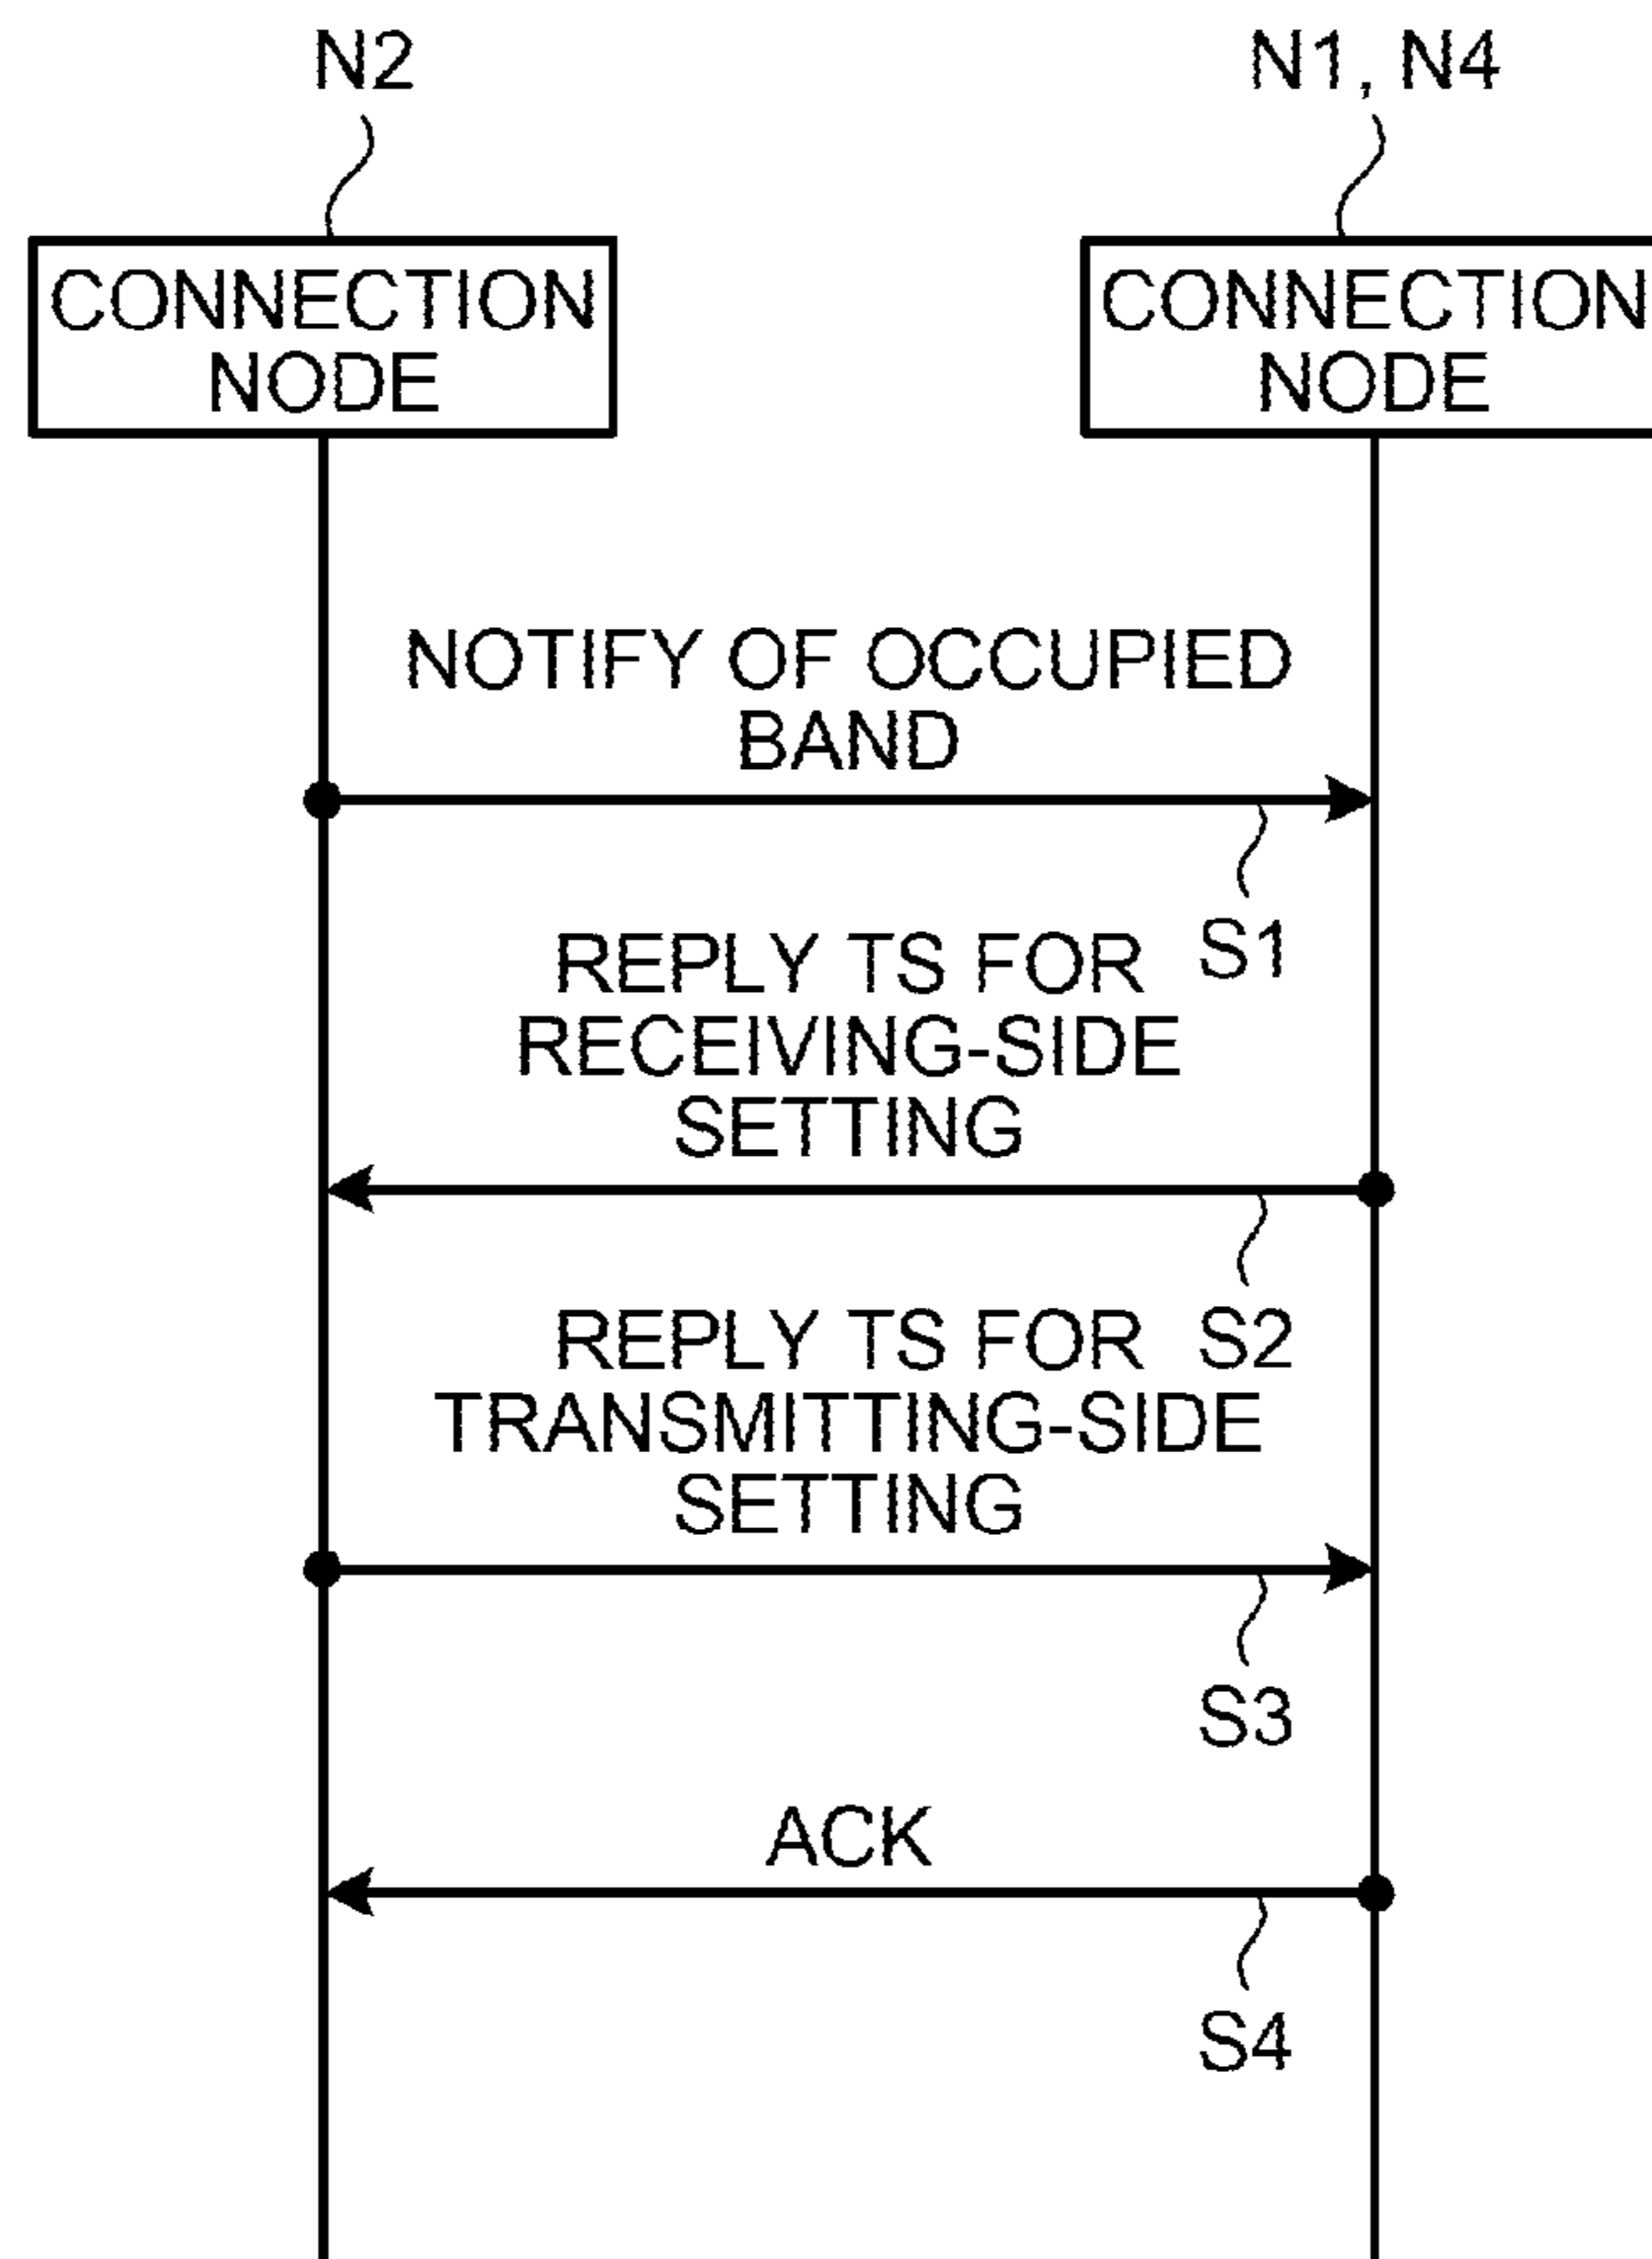 N2
N1, N4
CONNECTION
NODE
CONNECTION
NODE
NOTIFY OF OCCUPIED
BAND
S1
REPLY TS FOR
RECEIVING-SIDE
SETTING
S2
REPLY TS FOR
TRANSMITTING-SIDE
SETTING
S3
ACK
S4